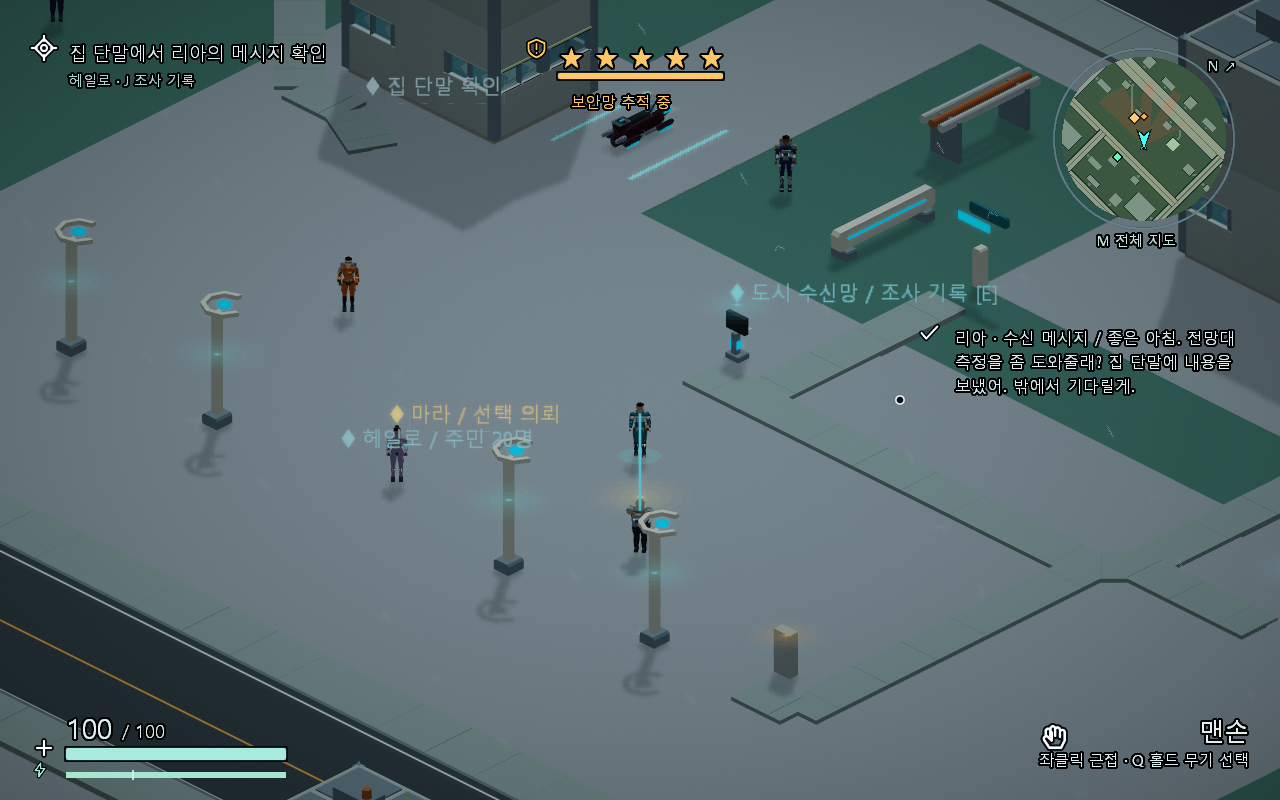 집 단말에서 리아의 메시지 확인
헤일로 · J 조사 기록
집 단말 확인
보안망 추적 중
N
M 전체 지도
도시 수신망 / 조사 기록 [E]
리아 · 수신 메시지 / 좋은 아침. 전망대
측정을 좀 도와줄래? 집 단말에 내용을
보냈어. 밖에서 기다릴게.
마라 / 선택 의뢰
헤일로 / 주민 20명
100 / 100
맨손
좌클릭 근접 · Q 홀드 무기 선택